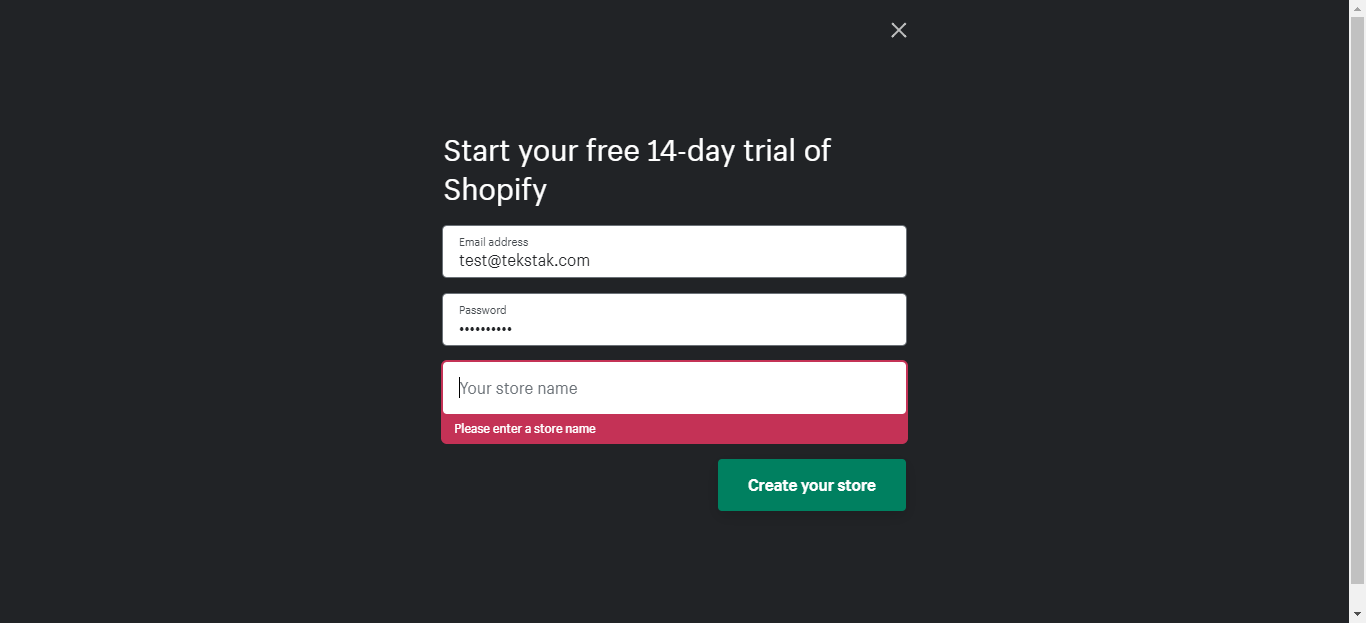 Start your free 14-day trial of
Shopify
Email address
test@tekstak.com
Password
••••••••••
Your store name
Please enter a store name
Create your store